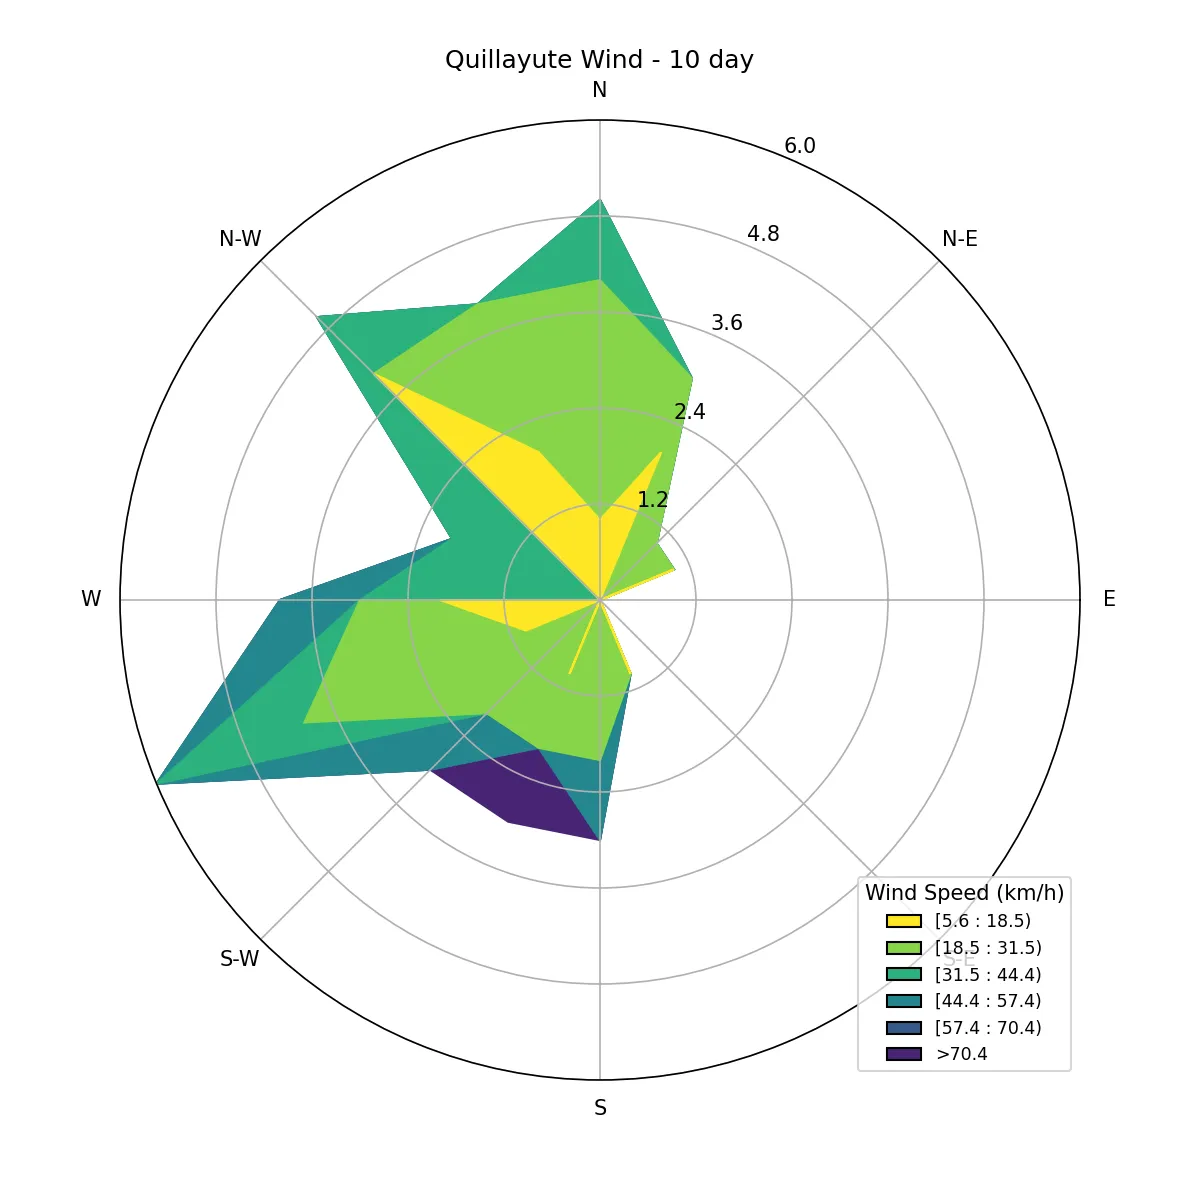 Quillayute Wind - 10 day
N
6.0
N-W
4.8
N-E
3.6
2.4
1.2
W
E
Wind Speed (km/h)
[5.6 : 18.5)
[18.5 : 31.5)
S-W
S-E
[31.5 : 44.4)
[44.4 : 57.4)
[57.4 : 70.4)
>70.4
S